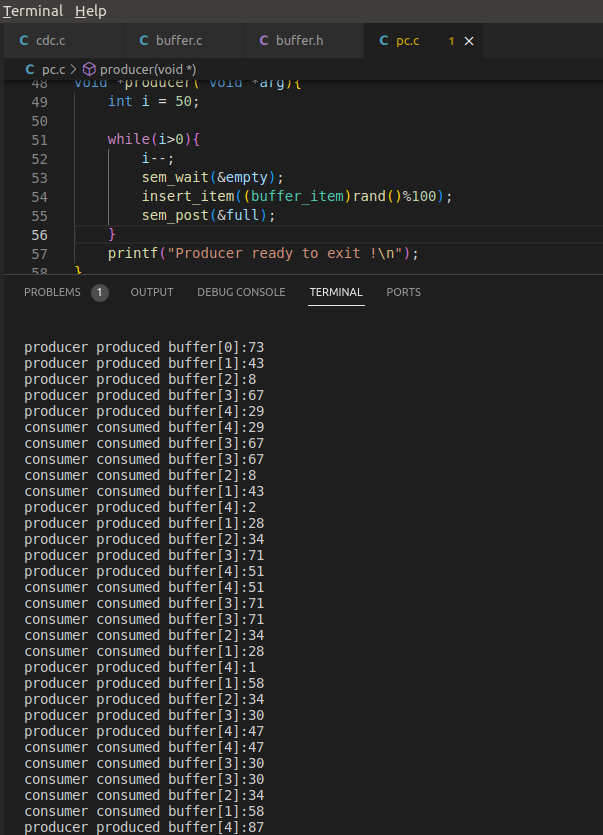 Terminal Help
cdc.c buffer.c buffer.h pc.c 1
pc.c > producer(void *)
48 void *producer( void *arg){
49 int i = 50;
50
51 while(i>0){
52 i--;
53 sem_wait(&empty);
54 insert_item((buffer_item)rand()%100);
55 sem_post(&full);
56 }
57 printf("Producer ready to exit !\n");
58 }
PROBLEMS 1 OUTPUT DEBUG CONSOLE TERMINAL PORTS
producer produced buffer[0]:73
producer produced buffer[1]:43
producer produced buffer[2]:8
producer produced buffer[3]:67
producer produced buffer[4]:29
consumer consumed buffer[4]:29
consumer consumed buffer[3]:67
consumer consumed buffer[3]:67
consumer consumed buffer[2]:8
consumer consumed buffer[1]:43
producer produced buffer[4]:2
producer produced buffer[1]:28
producer produced buffer[2]:34
producer produced buffer[3]:71
producer produced buffer[4]:51
consumer consumed buffer[4]:51
consumer consumed buffer[3]:71
consumer consumed buffer[3]:71
consumer consumed buffer[2]:34
consumer consumed buffer[1]:28
producer produced buffer[4]:1
producer produced buffer[1]:58
producer produced buffer[2]:34
producer produced buffer[3]:30
producer produced buffer[4]:47
consumer consumed buffer[4]:47
consumer consumed buffer[3]:30
consumer consumed buffer[3]:30
consumer consumed buffer[2]:34
consumer consumed buffer[1]:58
producer produced buffer[4]:87